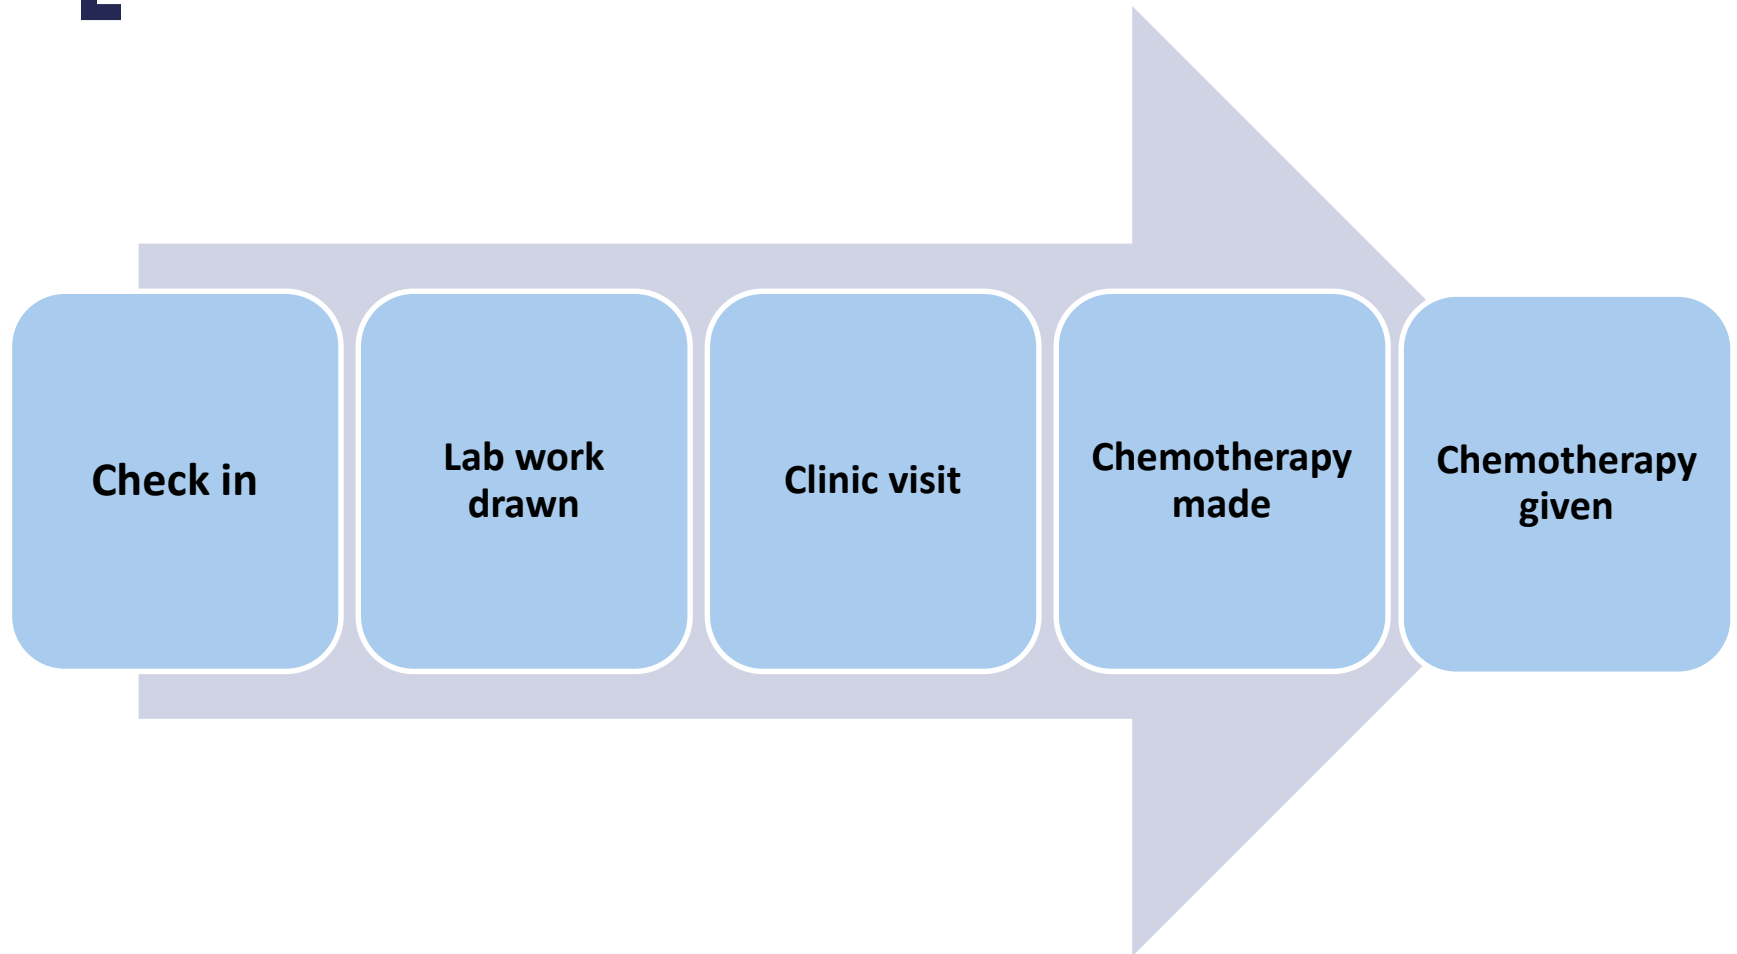 Check in
Lab work
drawn
Clinic visit
Chemotherapy
made
Chemotherapy
given